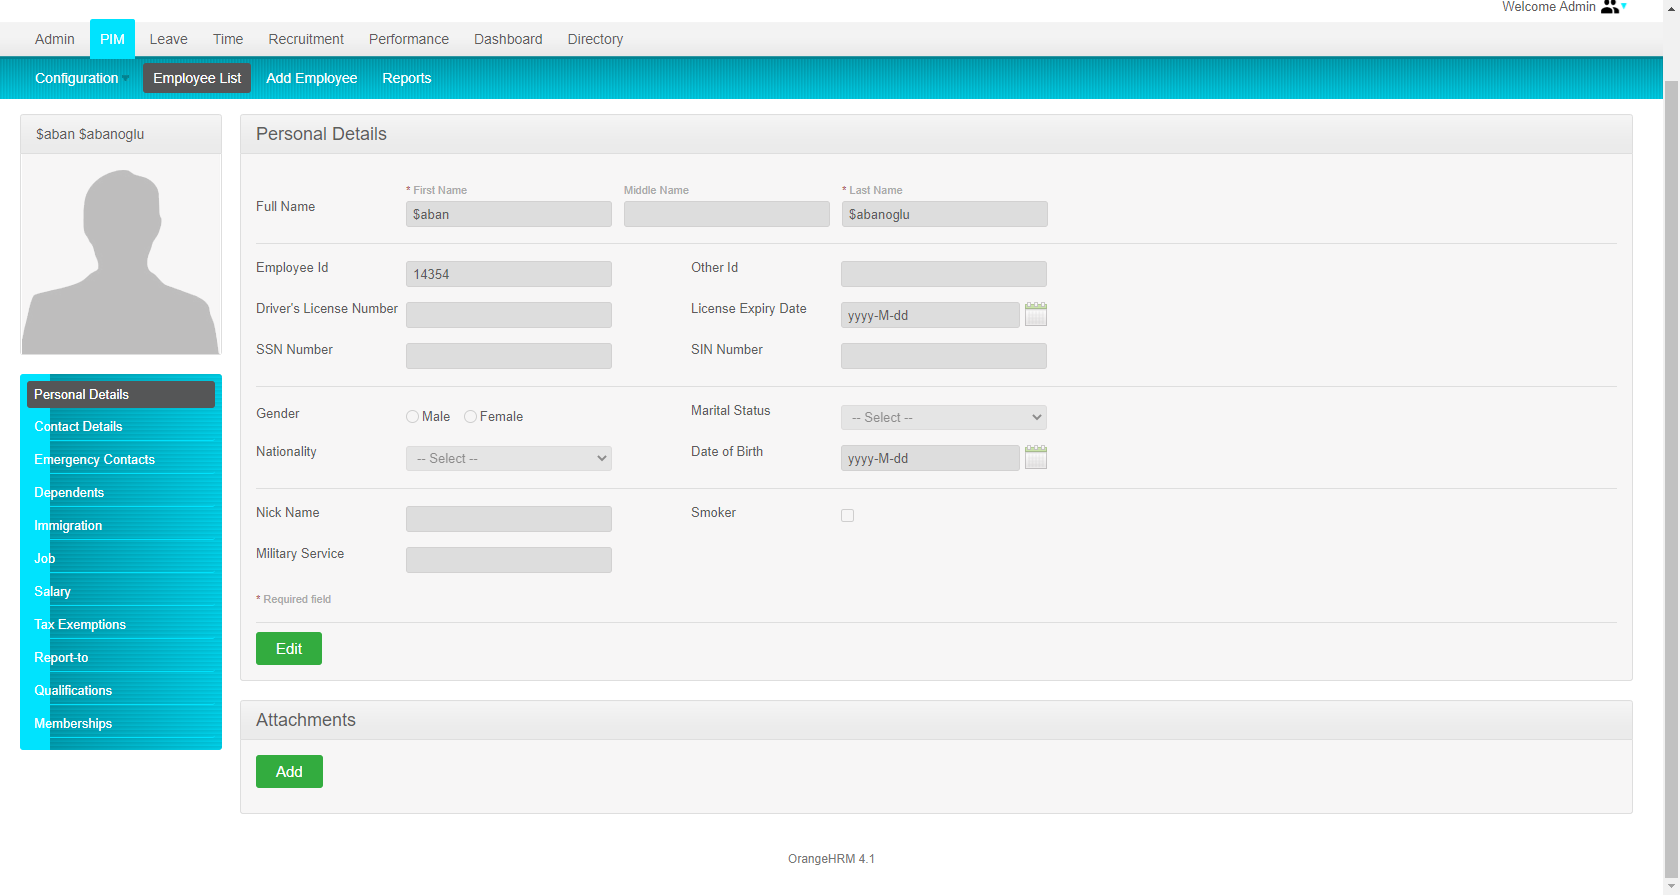 Welcome Admin
Admin PIM Leave Time Recruitment Performance Dashboard Directory
Configuration Employee List Add Employee Reports
$aban $abanoglu
Personal Details
Contact Details
Emergency Contacts
Dependents
Immigration
Job
Salary
Tax Exemptions
Report-to
Qualifications
Memberships
Personal Details
* First Name Middle Name * Last Name
Full Name $aban $abanoglu
Employee Id 14354 Other Id
Driver's License Number License Expiry Date yyyy-M-dd
SSN Number SIN Number
Gender Male Female Marital Status -- Select --
Nationality -- Select -- Date of Birth yyyy-M-dd
Nick Name Smoker
Military Service
* Required field
Edit
Attachments
Add
OrangeHRM 4.1